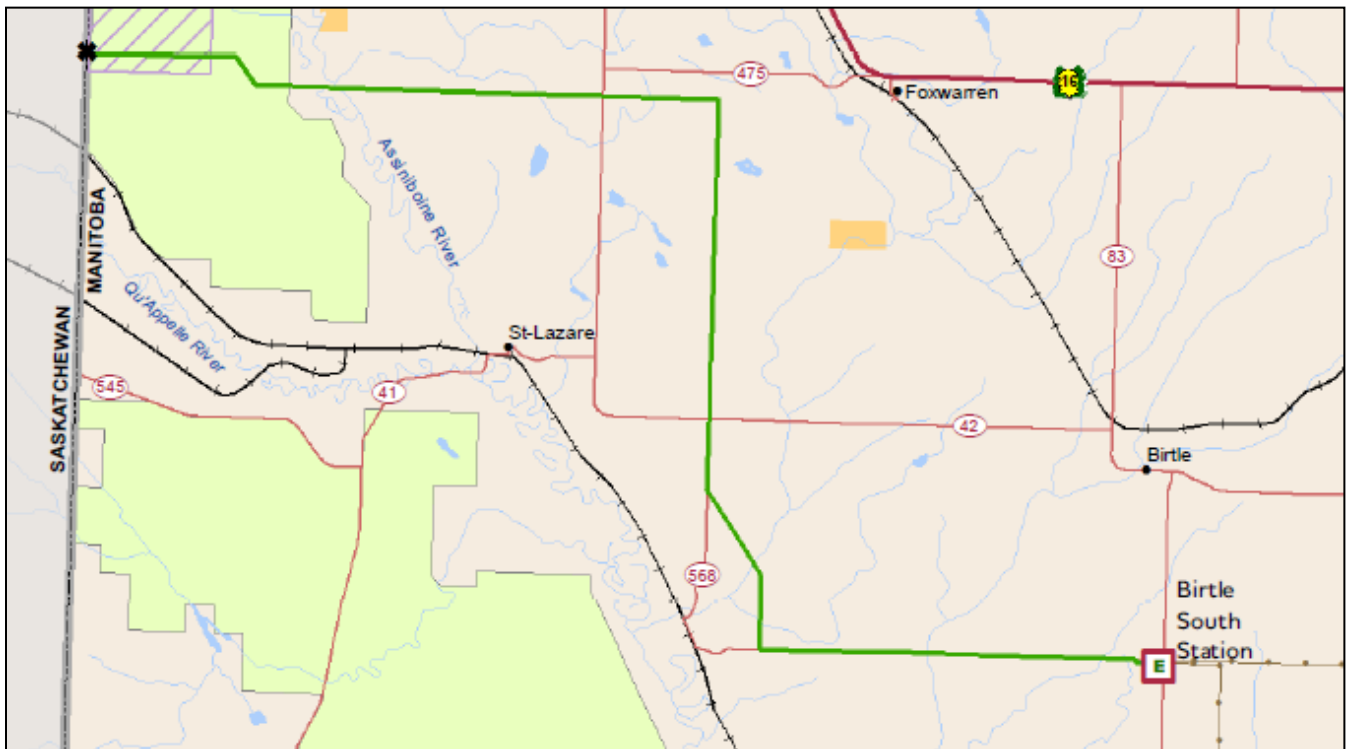 475
16
Foxwarren
Assiniboine River
MANITOBA
83
Qu'Appelle River
SASKATCHEWAN
St-Lazare
545
41
42
Birtle
568
Birtle
South
Station
E